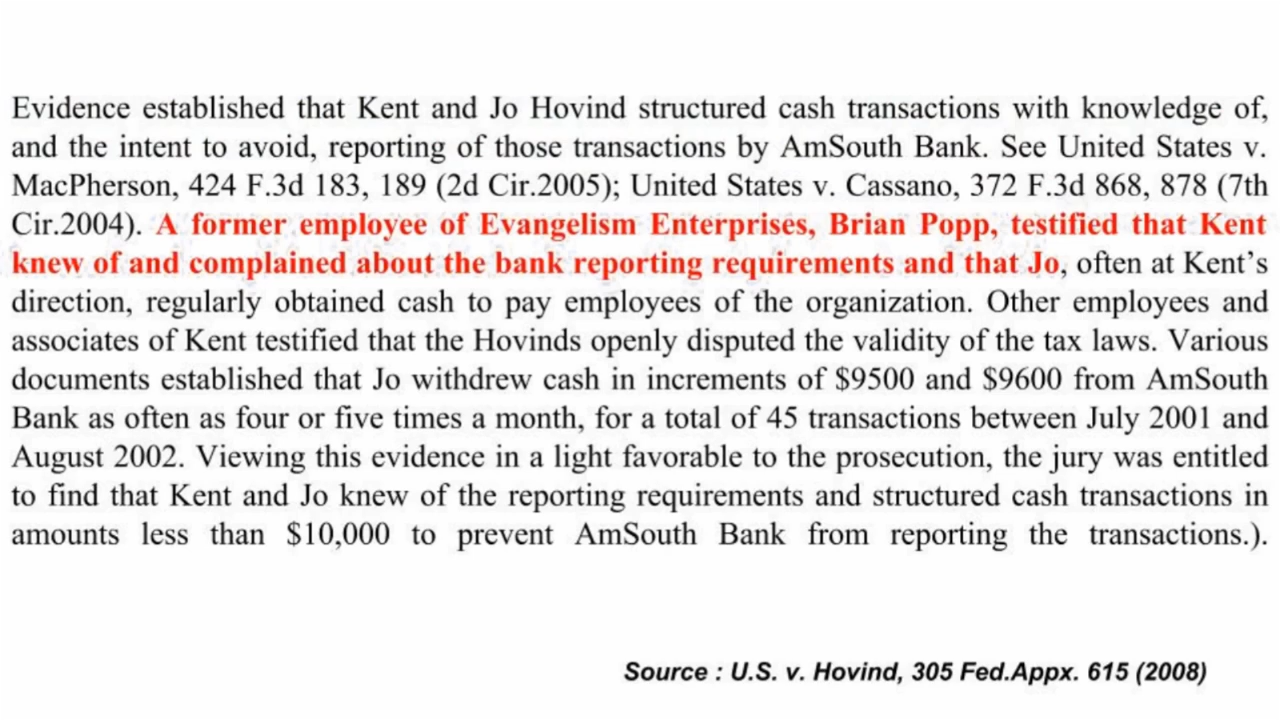 Evidence established that Kent and Jo Hovind structured cash transactions with knowledge of,
and the intent to avoid, reporting of those transactions by AmSouth Bank. See United States v.
MacPherson, 424 F.3d 183, 189 (2d Cir.2005); United States v. Cassano, 372 F.3d 868, 878 (7th
Cir.2004). A former employee of Evangelism Enterprises, Brian Popp, testified that Kent
knew of and complained about the bank reporting requirements and that Jo, often at Kent’s
direction, regularly obtained cash to pay employees of the organization. Other employees and
associates of Kent testified that the Hovinds openly disputed the validity of the tax laws. Various
documents established that Jo withdrew cash in increments of $9500 and $9600 from AmSouth
Bank as often as four or five times a month, for a total of 45 transactions between July 2001 and
August 2002. Viewing this evidence in a light favorable to the prosecution, the jury was entitled
to find that Kent and Jo knew of the reporting requirements and structured cash transactions in
amounts less than $10,000 to prevent AmSouth Bank from reporting the transactions.).
Source : U.S. v. Hovind, 305 Fed.Appx. 615 (2008)